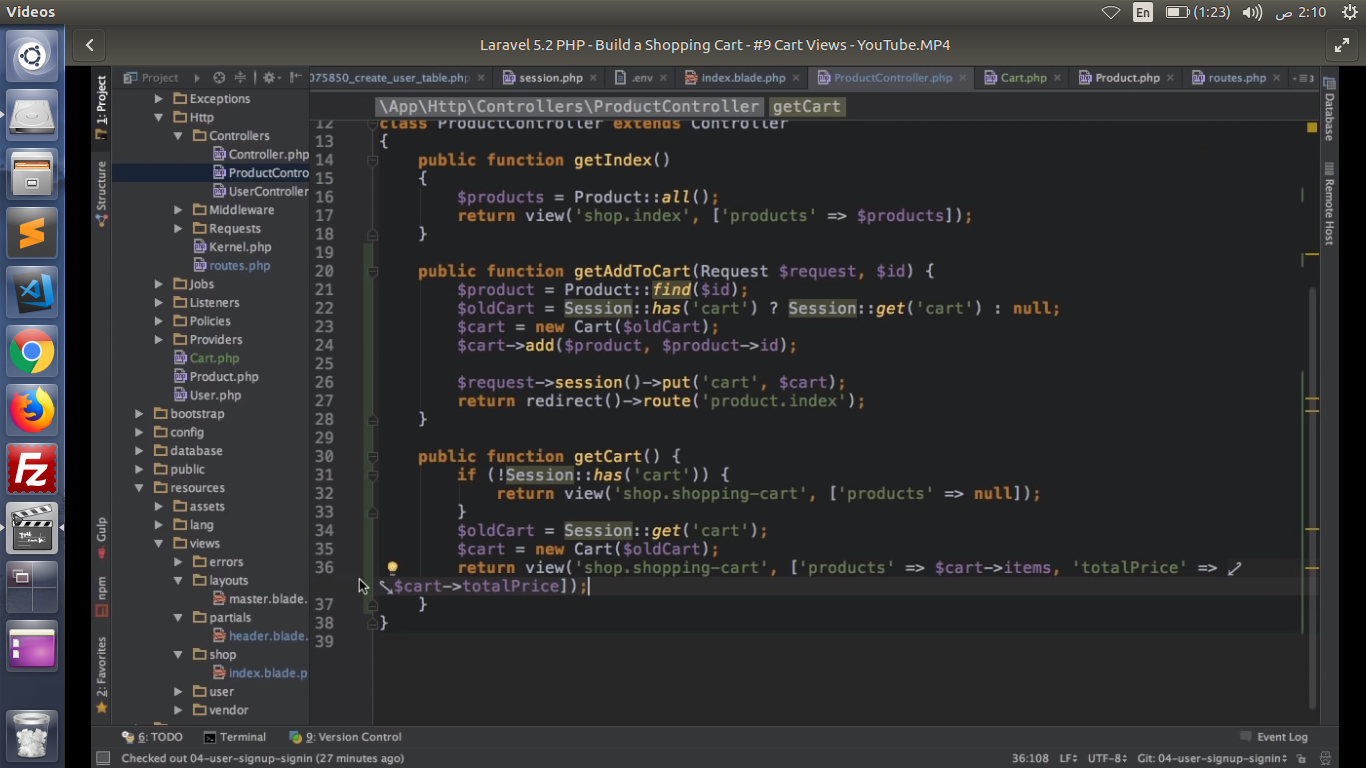 Videos
En
(1:23)
2:10 ص
Laravel 5.2 PHP - Build a Shopping Cart - #9 Cart Views - YouTube.MP4
Project
075850_create_user_table.php
session.php
.env
index.blade.php
ProductController.php
Cart.php
Product.php
routes.php
\App\Http\Controllers\ProductController getCart
1: Project
Structure
Gulp
npm
2: Favorites
Database
Remote Host
Exceptions
Http
Controllers
Controller.php
ProductContro
UserController
Middleware
Requests
Kernel.php
routes.php
Jobs
Listeners
Policies
Providers
Cart.php
Product.php
User.php
bootstrap
config
database
public
resources
assets
lang
views
errors
layouts
master.blade.
partials
header.blade.
shop
index.blade.p
user
vendor
12 class ProductController extends Controller
13 {
14 public function getIndex()
15 {
16 $products = Product::all();
17 return view('shop.index', ['products' => $products]);
18 }
19
20 public function getAddToCart(Request $request, $id) {
21 $product = Product::find($id);
22 $oldCart = Session::has('cart') ? Session::get('cart') : null;
23 $cart = new Cart($oldCart);
24 $cart->add($product, $product->id);
25
26 $request->session()->put('cart', $cart);
27 return redirect()->route('product.index');
28 }
29
30 public function getCart() {
31 if (!Session::has('cart')) {
32 return view('shop.shopping-cart', ['products' => null]);
33 }
34 $oldCart = Session::get('cart');
35 $cart = new Cart($oldCart);
36 return view('shop.shopping-cart', ['products' => $cart->items, 'totalPrice' =>
$cart->totalPrice]);
37 }
38 }
39
6: TODO
Terminal
9: Version Control
Event Log
Checked out 04-user-signup-signin (27 minutes ago)
36:108
LF
UTF-8
Git: 04-user-signup-signin